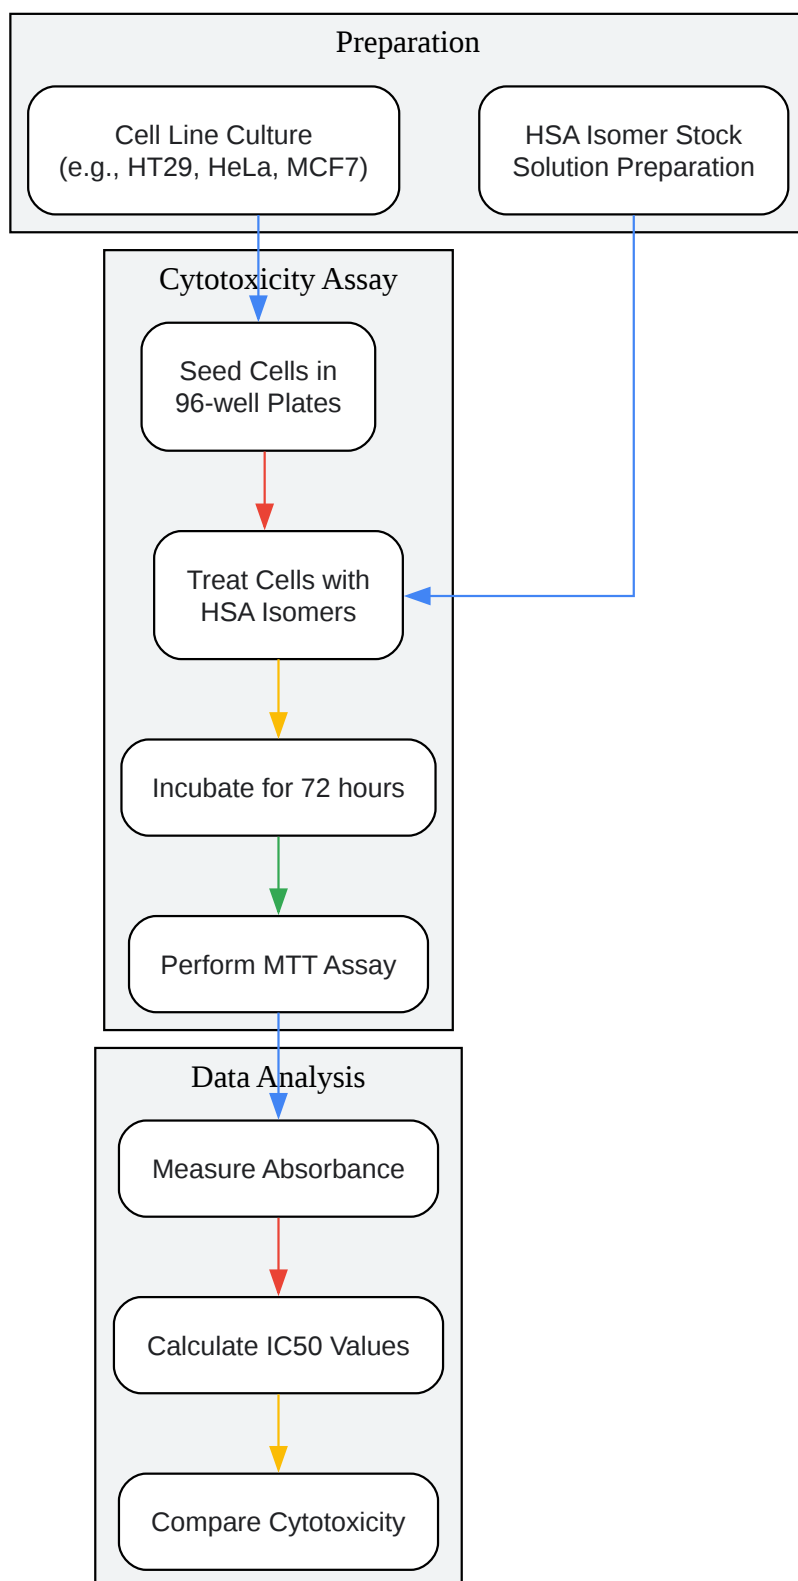 Preparation
Cell Line Culture
(e.g., HT29, HeLa, MCF7)
HSA Isomer Stock
Solution Preparation
Cytotoxicity Assay
Seed Cells in
96-well Plates
Treat Cells with
HSA Isomers
Incubate for 72 hours
Perform MTT Assay
Data Analysis
Measure Absorbance
Calculate IC50 Values
Compare Cytotoxicity